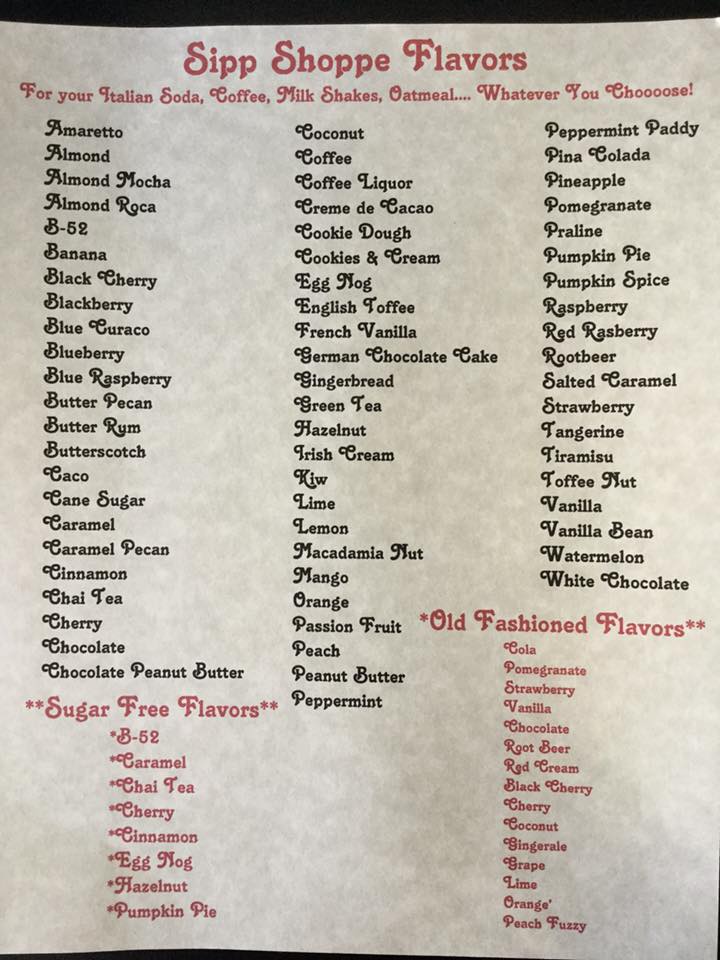 Sipp Shoppe Flavors
For your Italian Soda, Coffee, Milk Shakes, Oatmeal.... Whatever You Choooose!
Amaretto
Almond
Almond Mocha
Almond Roca
B-52
Banana
Black Cherry
Blackberry
Blue Curaco
Blueberry
Blue Raspberry
Butter Pecan
Butter Rum
Butterscotch
Caco
Cane Sugar
Caramel
Caramel Pecan
Cinnamon
Chai Tea
Cherry
Chocolate
Chocolate Peanut Butter
Coconut
Coffee
Coffee Liquor
Creme de Cacao
Cookie Dough
Cookies & Cream
Egg Nog
English Toffee
French Vanilla
German Chocolate Cake
Gingerbread
Green Tea
Hazelnut
Irish Cream
Kiw
Lime
Lemon
Macadamia Nut
Mango
Orange
Passion Fruit
Peach
Peanut Butter
Peppermint
Peppermint Paddy
Pina Colada
Pineapple
Pomegranate
Praline
Pumpkin Pie
Pumpkin Spice
Raspberry
Red Rasberry
Rootbeer
Salted Caramel
Strawberry
Tangerine
Tiramisu
Toffee Nut
Vanilla
Vanilla Bean
Watermelon
White Chocolate
**Sugar Free Flavors**
*B-52
*Caramel
*Chai Tea
*Cherry
*Cinnamon
*Egg Nog
*Hazelnut
*Pumpkin Pie
*Old Fashioned Flavors**
Cola
Pomegranate
Strawberry
Vanilla
Chocolate
Root Beer
Red Cream
Black Cherry
Cherry
Coconut
Gingerale
Grape
Lime
Orange'
Peach Fuzzy